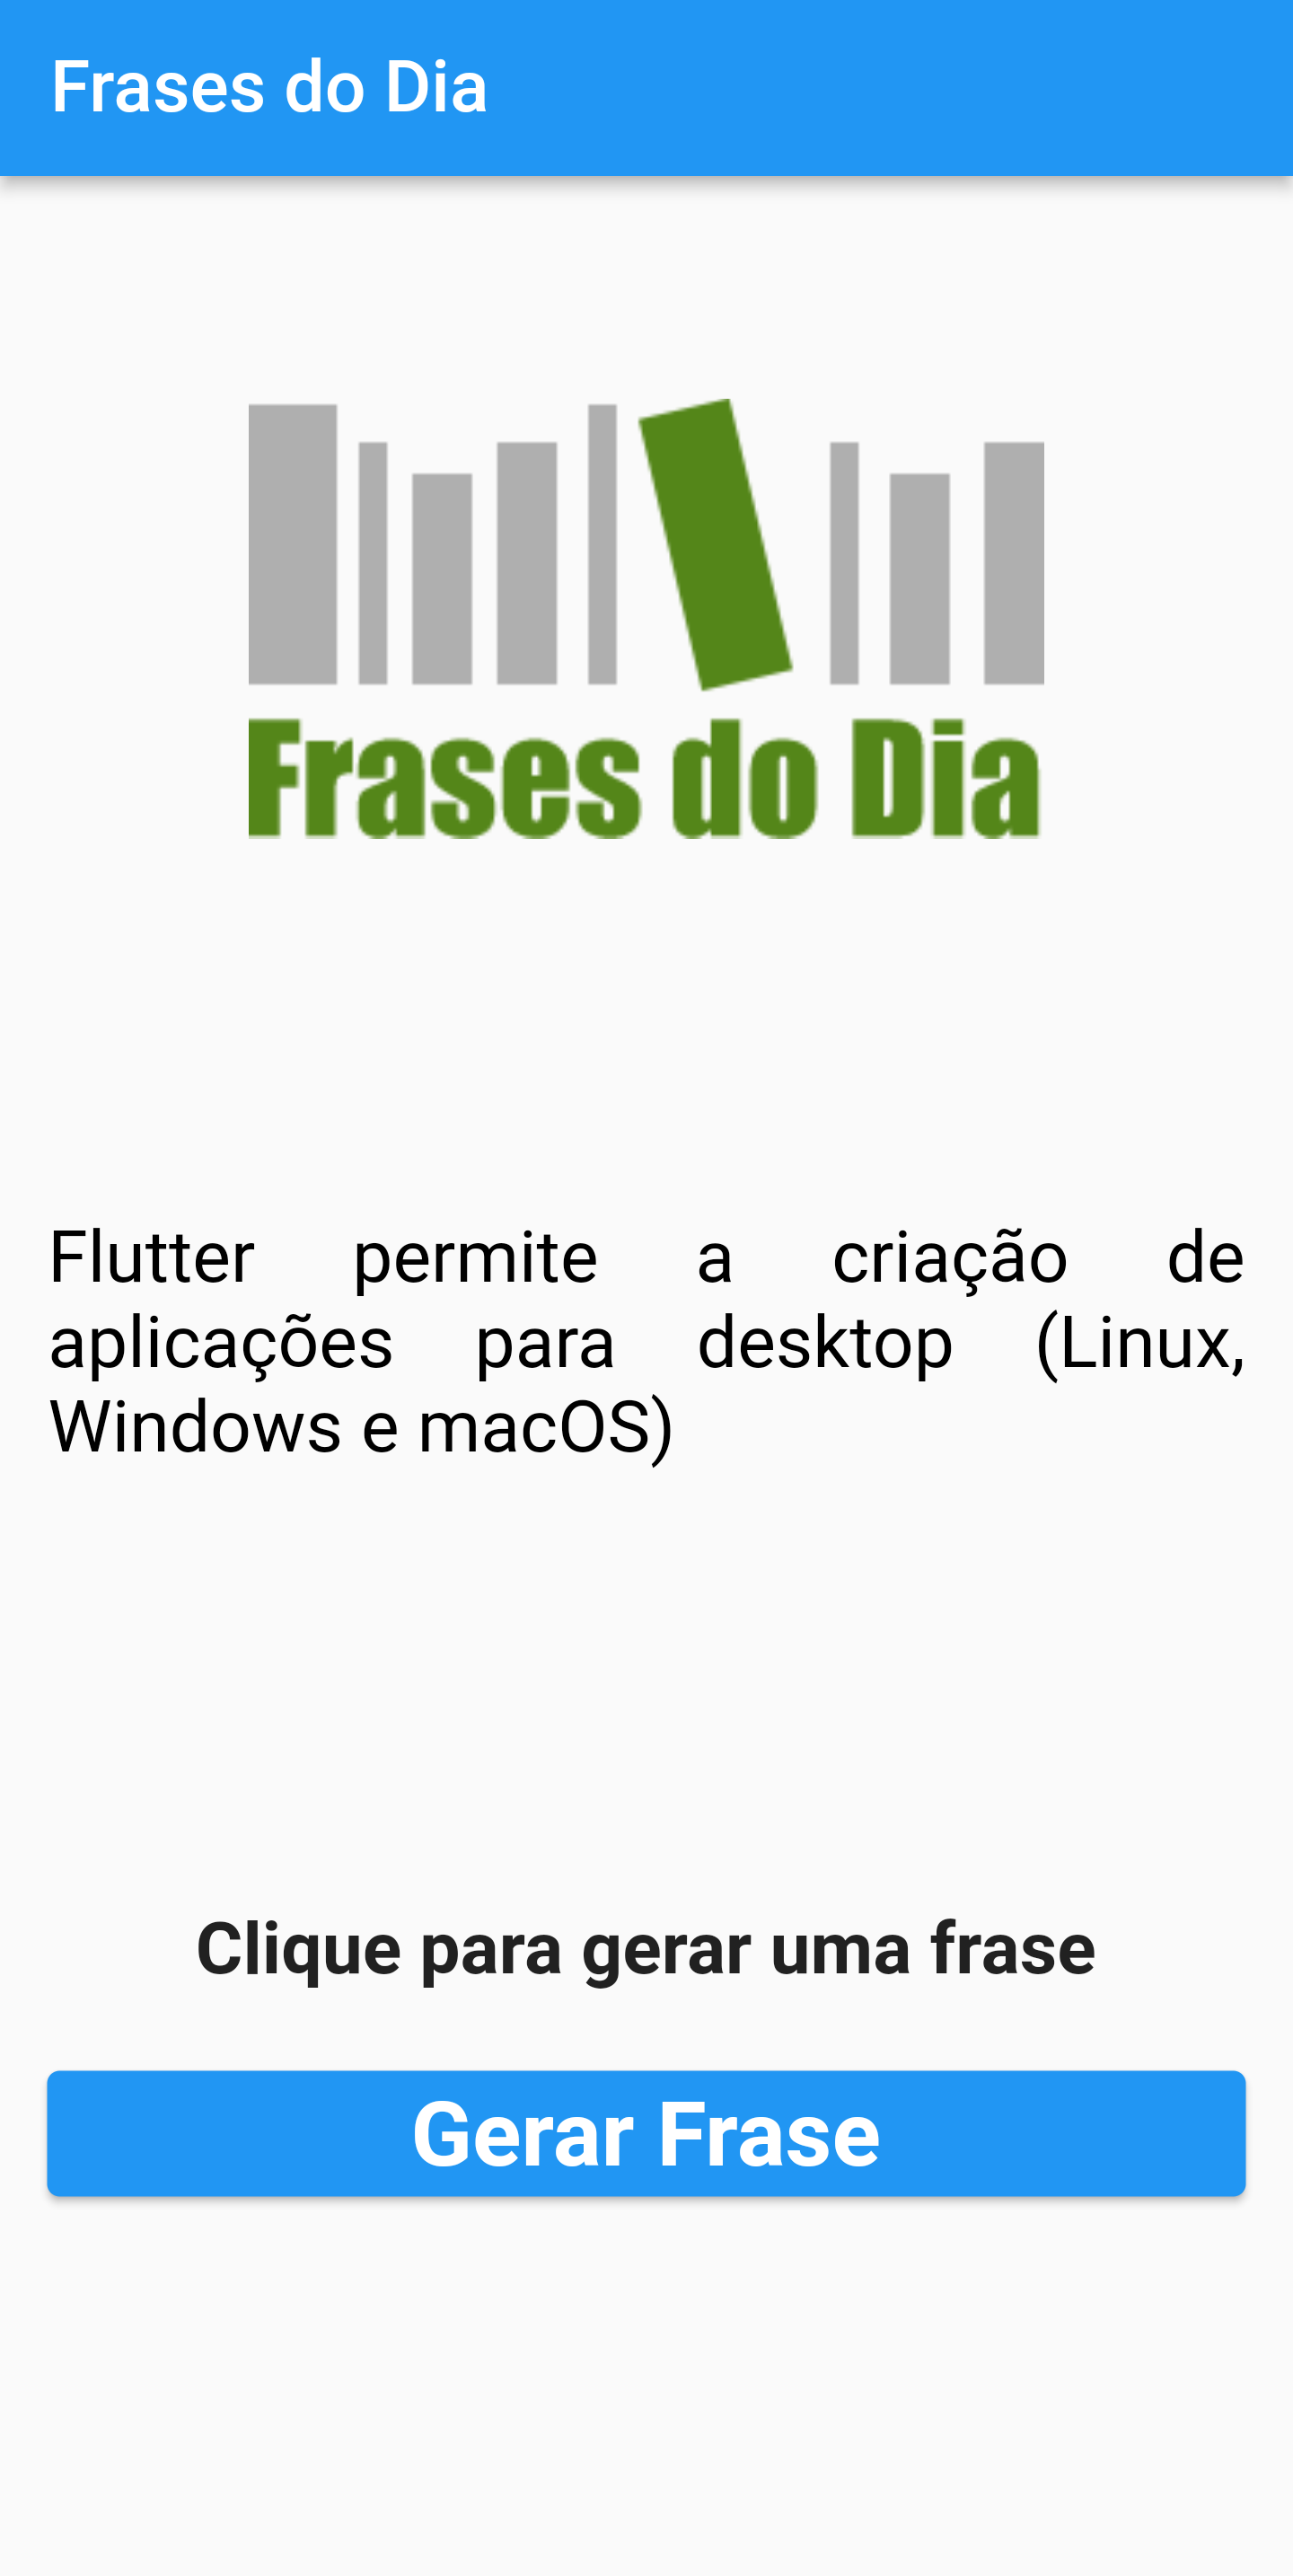 Frases do Dia
Frases do Dia
Flutter permite a criação de
aplicações para desktop (Linux,
Windows e macOS)
Clique para gerar uma frase
Gerar Frase